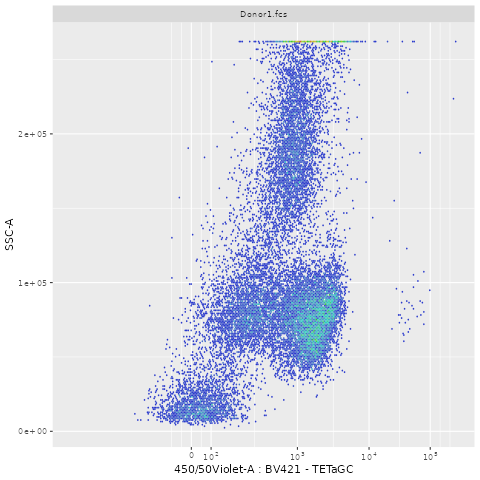 Donor1.fcs
SSC-A
2e+05
1e+05
0e+00
0 10² 10³ 10⁴ 10⁵
450/50Violet-A : BV421 - TETaGC